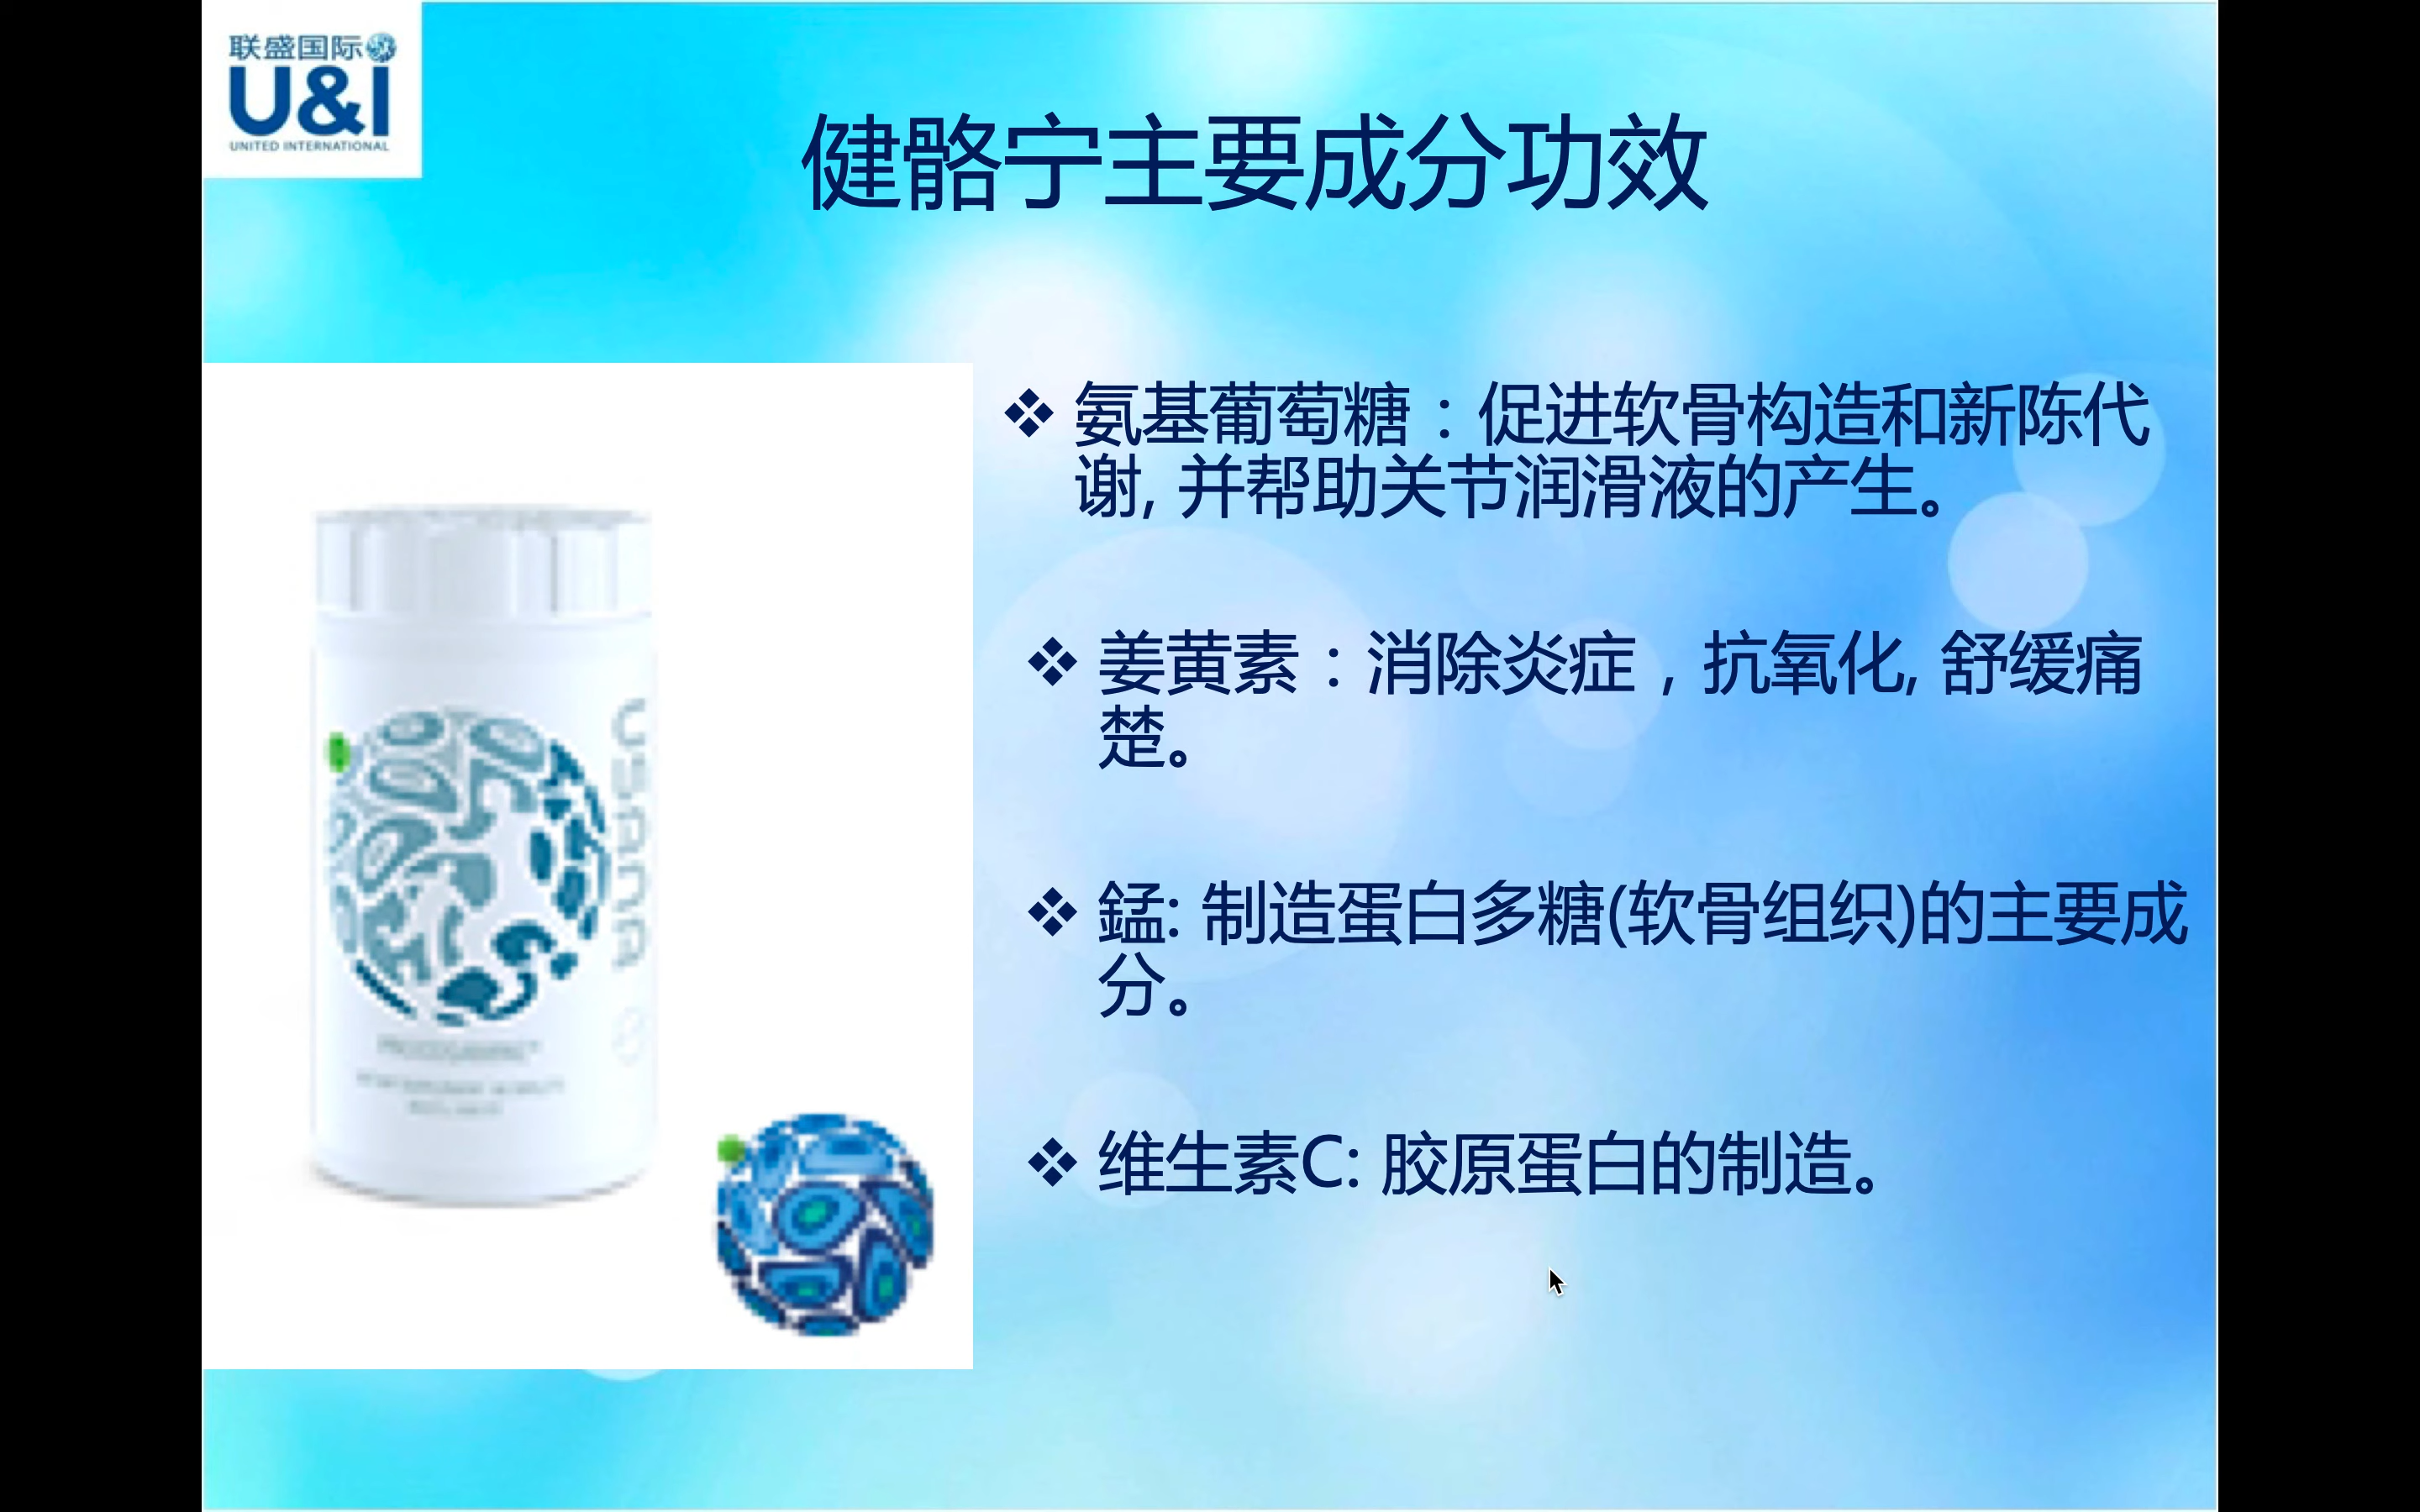 联盛国际
U&I
UNITED INTERNATIONAL
健骼宁主要成分功效
❖ 氨基葡萄糖：促进软骨构造和新陈代
谢, 并帮助关节润滑液的产生。
❖ 姜黄素：消除炎症，抗氧化, 舒缓痛
楚。
❖ 錳: 制造蛋白多糖(软骨组织)的主要成
分。
❖ 维生素C: 胶原蛋白的制造。
USANA